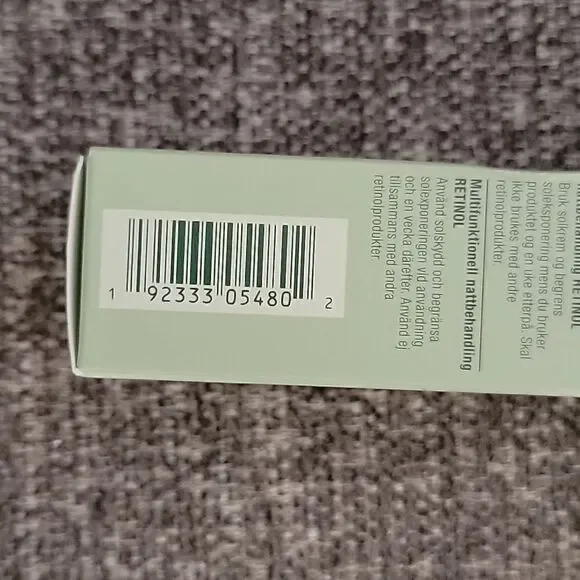 1 92333 05480 2
Multifunktionell nattbehandling
RETINOL
Använd solskydd och begränsa
solexponeringen vid användning
och en vecka därefter. Använd ej
tillsammans med andra
retinolprodukter
RETINOL
Bruk solkrem og begrens
soleksponering mens du bruker
produktet og en uke etterpå. Skal
ikke brukes med andre
retinolprodukter.